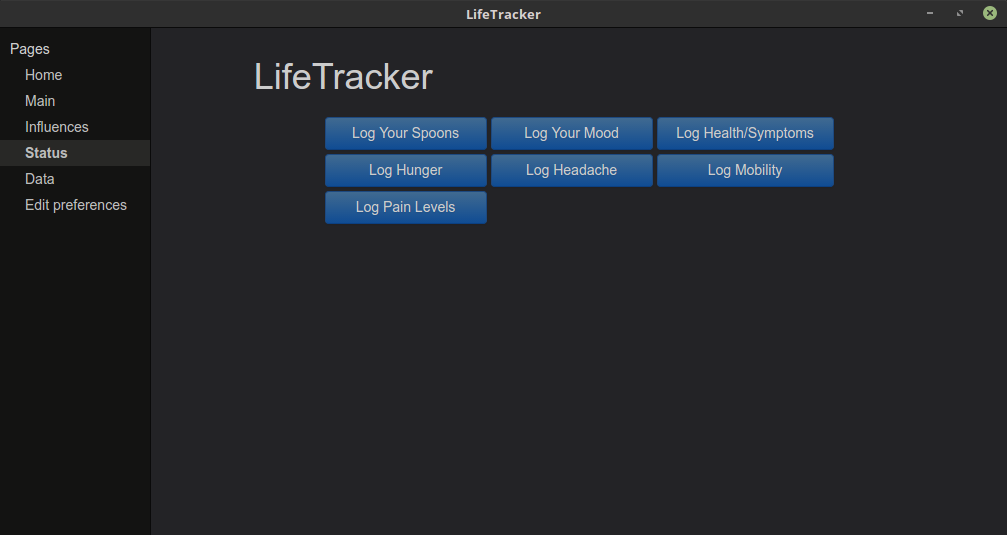 LifeTracker
Pages
Home
Main
Influences
Status
Data
Edit preferences
LifeTracker
Log Your Spoons Log Your Mood Log Health/Symptoms
Log Hunger Log Headache Log Mobility
Log Pain Levels